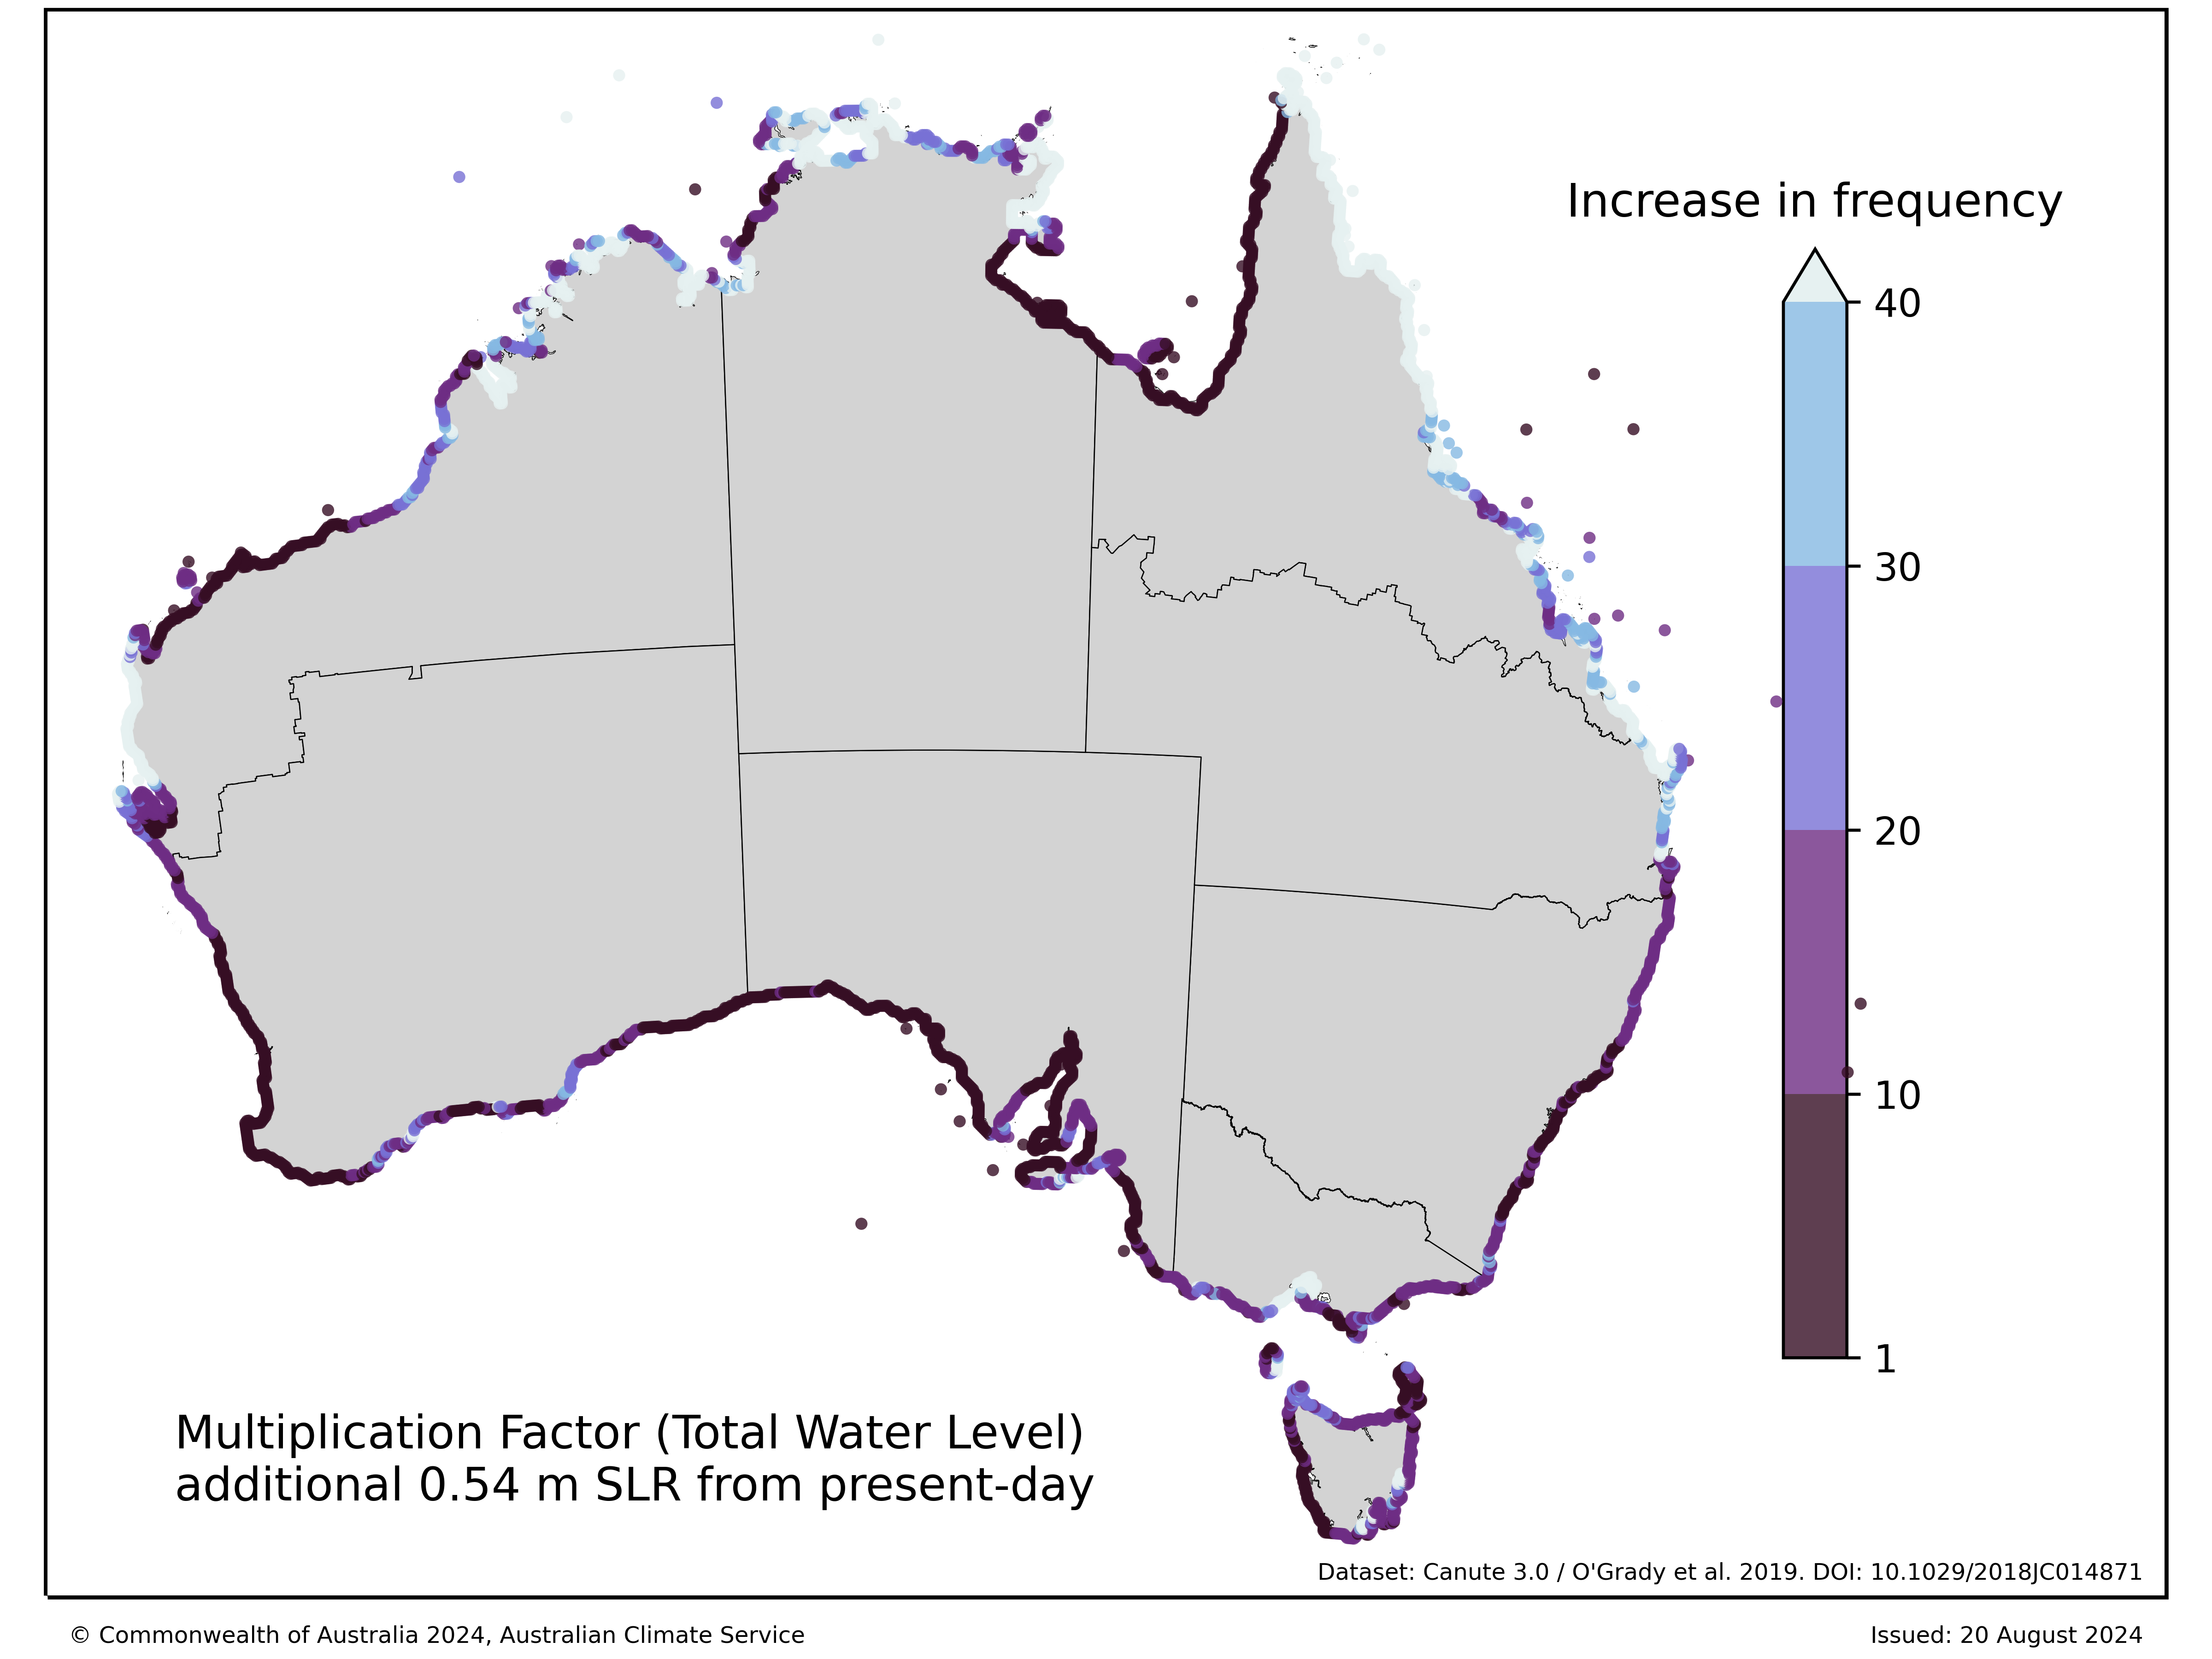 Increase in frequency
40
30
20
10
1
Multiplication Factor (Total Water Level)
additional 0.54 m SLR from present-day
Dataset: Canute 3.0 / O'Grady et al. 2019. DOI: 10.1029/2018JC014871
© Commonwealth of Australia 2024, Australian Climate Service
Issued: 20 August 2024